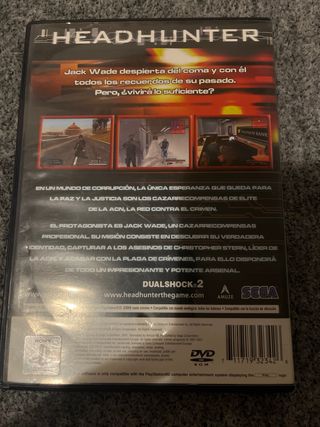 HEADHUNTER
Jack Wade despierta del coma y con él
todos los recuerdos de su pasado.
Pero, ¿vivirá lo suficiente?
EN UN MUNDO DE CORRUPCIÓN, LA ÚNICA ESPERANZA QUE QUEDA PARA
LA PAZ Y LA JUSTICIA SON LOS CAZARRECOMPENSAS DE ELITE
DE LA ACN, LA RED CONTRA EL CRIMEN.
EL PROTAGONISTA ES JACK WADE, UN CAZARRECOMPENSAS
PROFESIONAL. SU MISIÓN CONSISTE EN DESCUBRIR SU VERDADERA
IDENTIDAD, CAPTURAR A LOS ASESINOS DE CHRISTOPHER STERN, LÍDER DE
LA ACN, Y ACABAR CON LA PLAGA DE CRÍMENES, PARA ELLO DISPONDRÁ
DE TODO UN IMPRESIONANTE Y POTENTE ARSENAL.
DUALSHOCK 2
www.headhunterthegame.com
AMUZE
SEGA
DVD
ROM